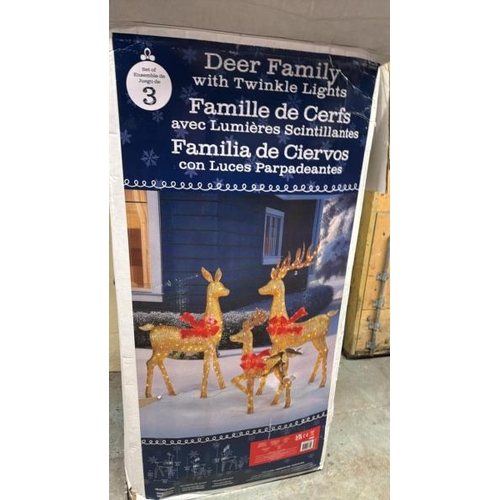 Set of
Ensemble de
Juego de
3
Deer Family
with Twinkle Lights
Famille de Cerfs
avec Lumières Scintillantes
Familia de Ciervos
con Luces Parpadeantes